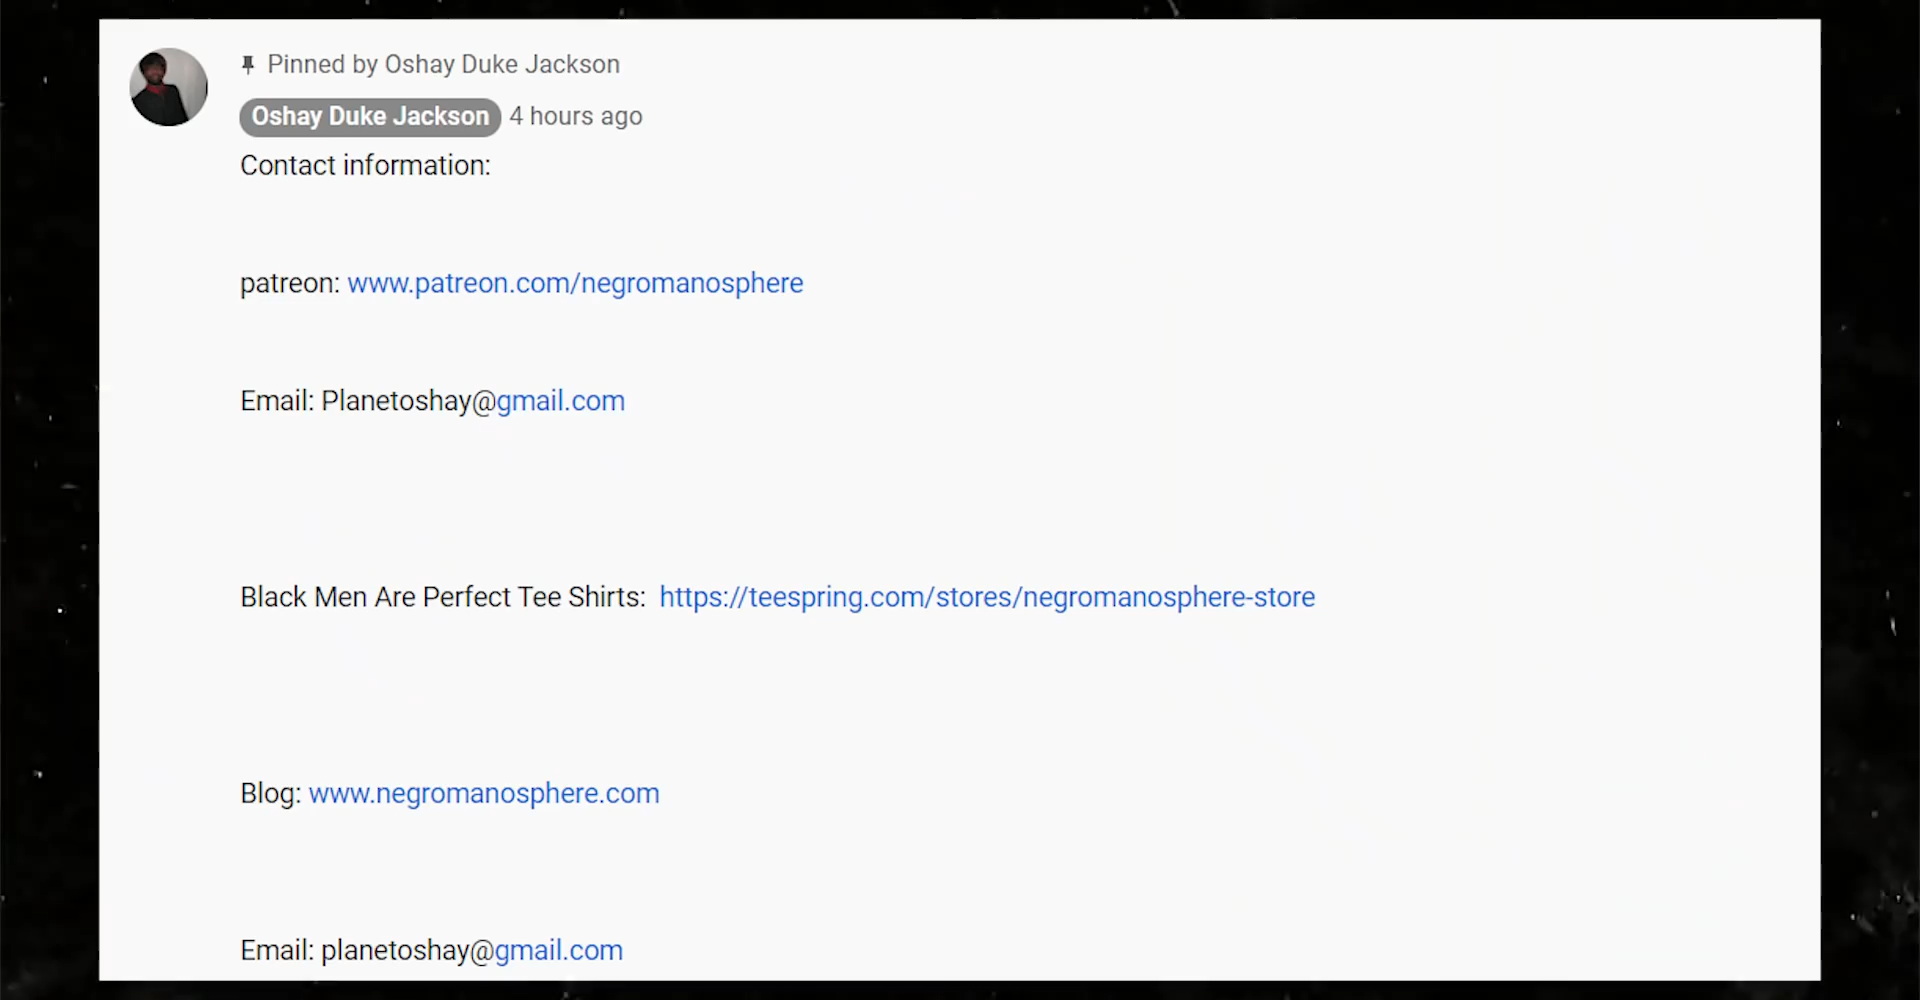 Pinned by Oshay Duke Jackson
Oshay Duke Jackson 4 hours ago
Contact information:
patreon: www.patreon.com/negromanosphere
Email: Planetoshay@gmail.com
Black Men Are Perfect Tee Shirts: https://teespring.com/stores/negromanosphere-store
Blog: www.negromanosphere.com
Email: planetoshay@gmail.com